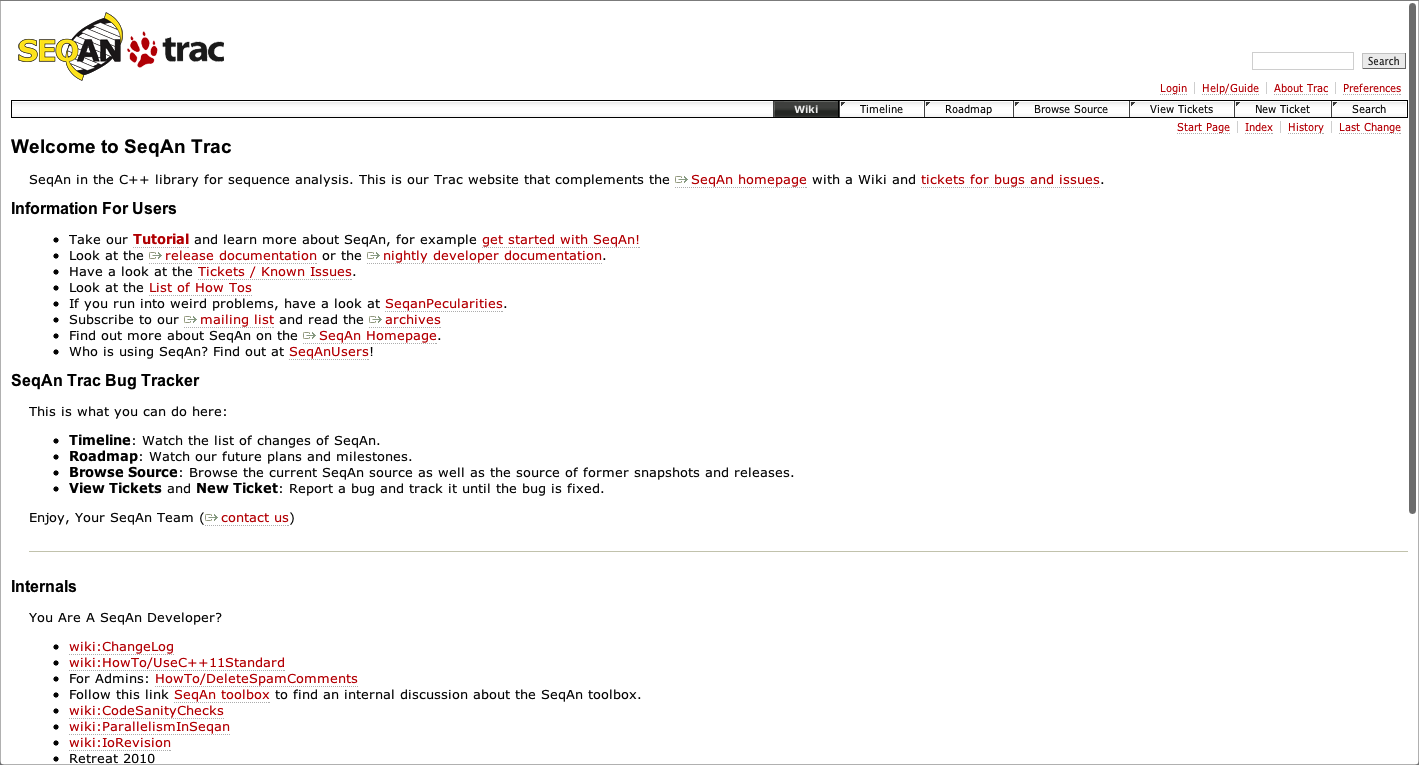 SEQAN trac
Search
Login Help/Guide About Trac Preferences
Wiki Timeline Roadmap Browse Source View Tickets New Ticket Search
Start Page Index History Last Change
Welcome to SeqAn Trac
SeqAn in the C++ library for sequence analysis. This is our Trac website that complements the SeqAn homepage with a Wiki and tickets for bugs and issues.
Information For Users
Take our Tutorial and learn more about SeqAn, for example get started with SeqAn!
Look at the release documentation or the nightly developer documentation.
Have a look at the Tickets / Known Issues.
Look at the List of How Tos
If you run into weird problems, have a look at SeqanPecularities.
Subscribe to our mailing list and read the archives
Find out more about SeqAn on the SeqAn Homepage.
Who is using SeqAn? Find out at SeqAnUsers!
SeqAn Trac Bug Tracker
This is what you can do here:
Timeline: Watch the list of changes of SeqAn.
Roadmap: Watch our future plans and milestones.
Browse Source: Browse the current SeqAn source as well as the source of former snapshots and releases.
View Tickets and New Ticket: Report a bug and track it until the bug is fixed.
Enjoy, Your SeqAn Team (contact us)
Internals
You Are A SeqAn Developer?
wiki:ChangeLog
wiki:HowTo/UseC++11Standard
For Admins: HowTo/DeleteSpamComments
Follow this link SeqAn toolbox to find an internal discussion about the SeqAn toolbox.
wiki:CodeSanityChecks
wiki:ParallelismInSeqan
wiki:IoRevision
Retreat 2010